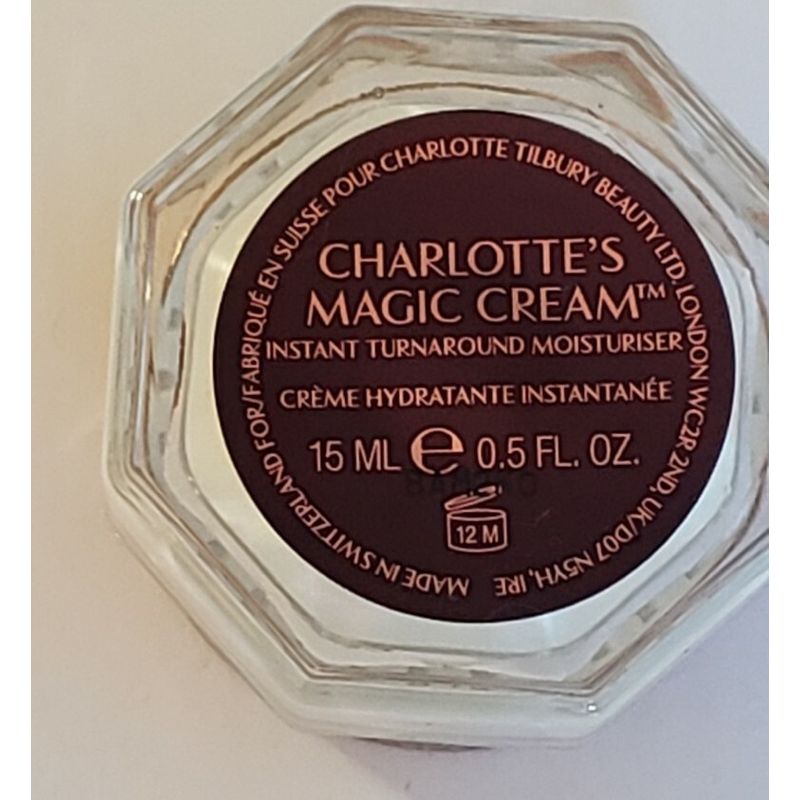 MADE IN SWITZERLAND FOR/FABRIQUÉ EN SUISSE POUR CHARLOTTE TILBURY BEAUTY LTD. LONDON WC2R 2ND, UK/D07 N5YH, IRE
CHARLOTTE'S
MAGIC CREAM™
INSTANT TURNAROUND MOISTURISER
CRÈME HYDRATANTE INSTANTANÉE
15 ML ℮ 0.5 FL. OZ.
12 M